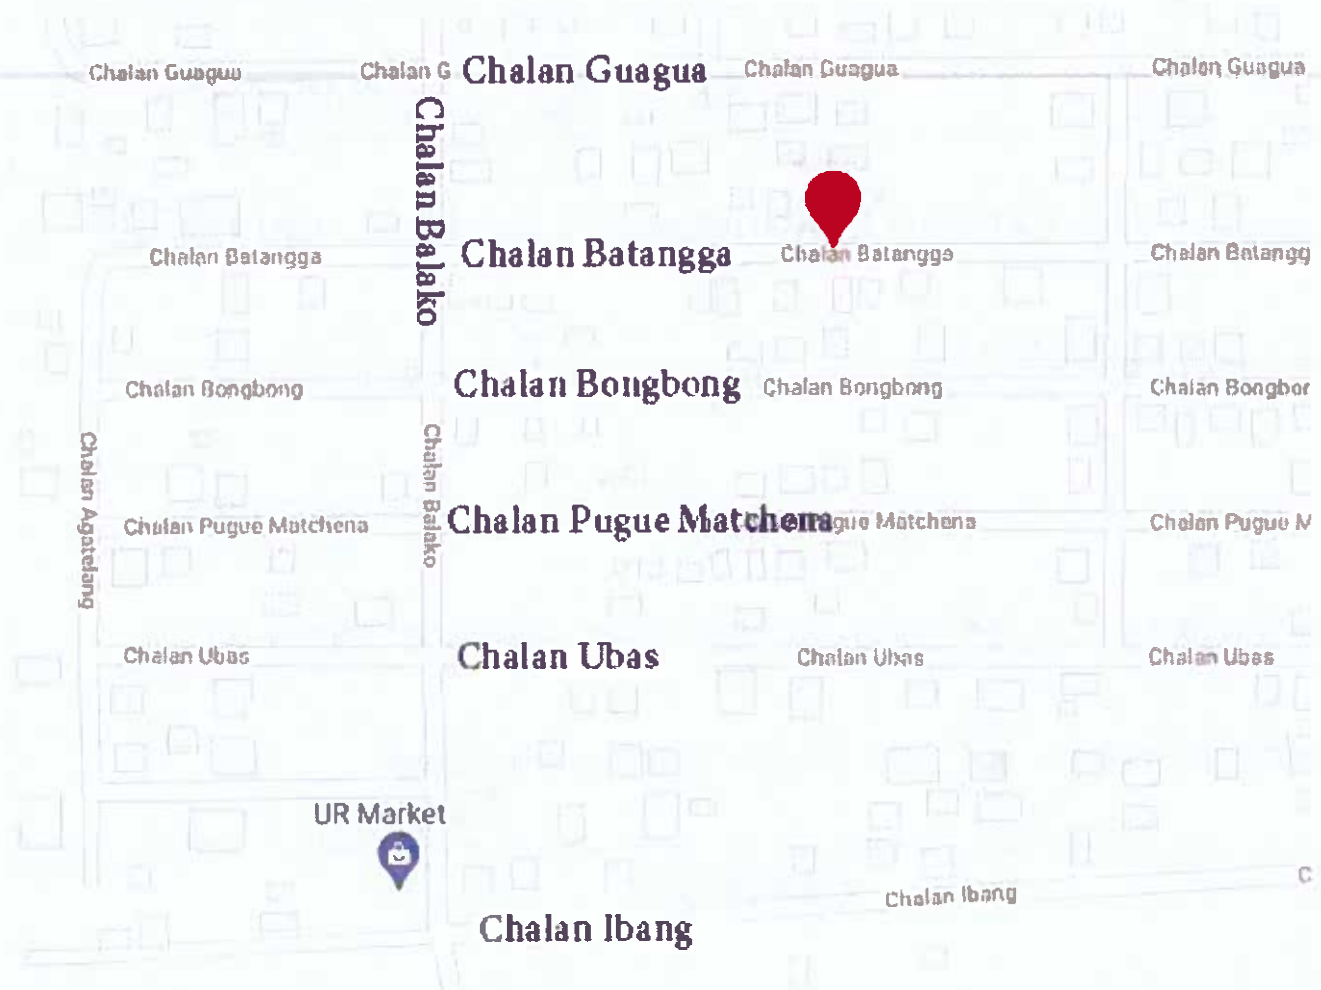 Chalan Guagua
Chalan G
Chalan Guagua
Chalan Guagua
Chalan Guagua
Chalan Balako
Chalan Batangga
Chalan Batangga
Chalan Batangga
Chalan Batangg
Chalan Bongbong
Chalan Bongbong
Chalan Bongbong
Chalan Bongbor
Chalan Agatelang
Chalan Balako
Chalan Pugue Matchena
Chalan Pugue Matchena
gue Matchena
Chalan Pugue M
Chalan Ubas
Chalan Ubas
Chalan Ubas
Chalan Ubas
UR Market
Chalan Ibang
C
Chalan Ibang